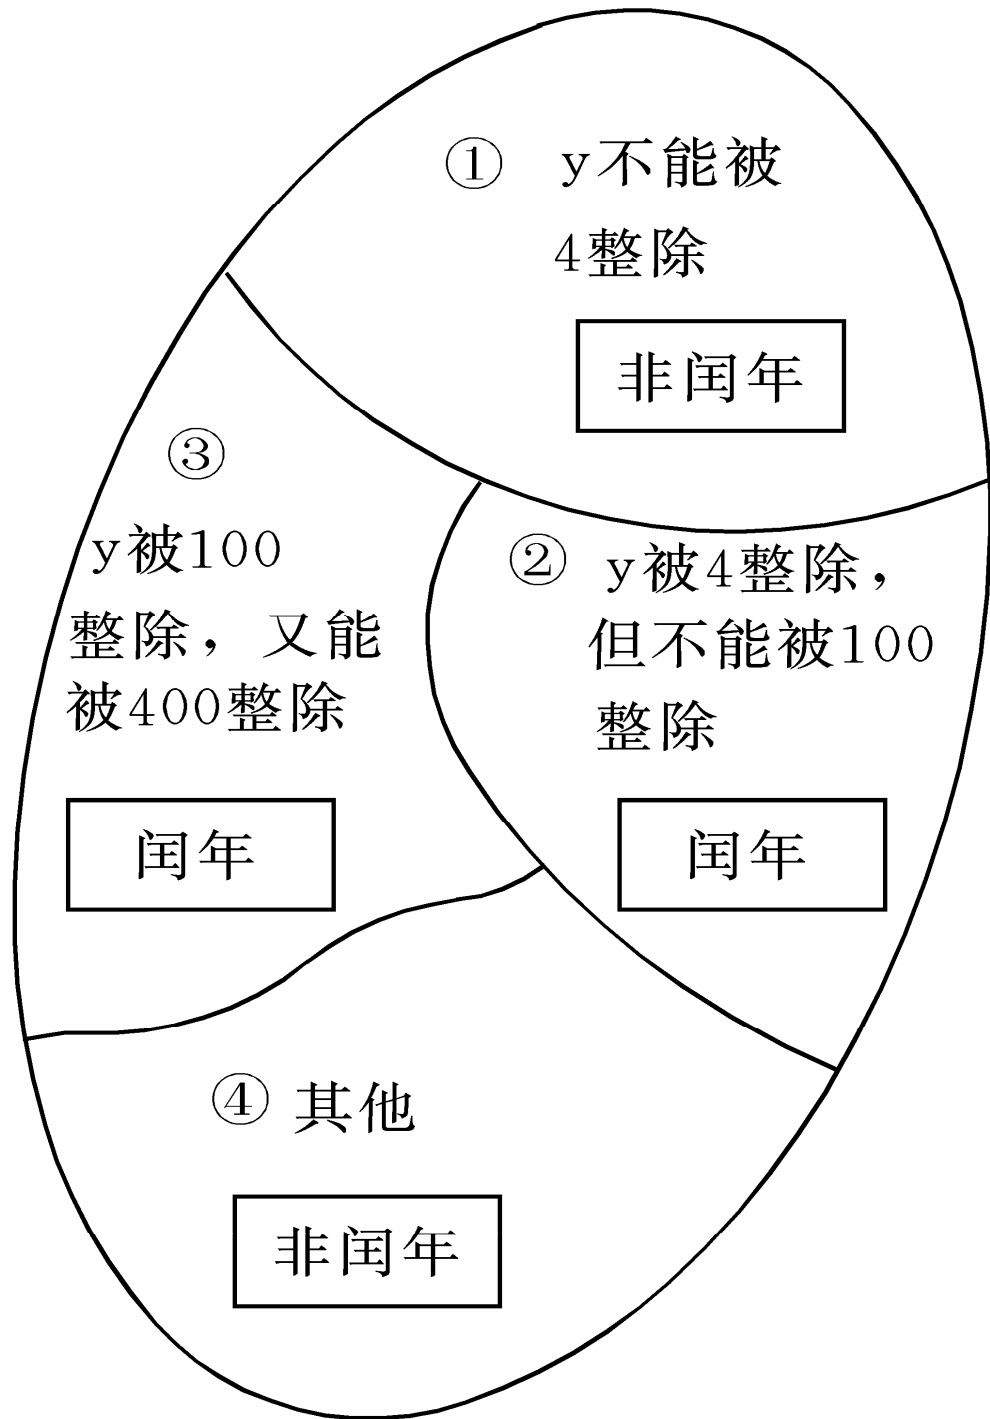 ① y不能被
4整除
非闰年
② y被4整除，
但不能被100
整除
闰年
③
y被100
整除，又能
被400整除
闰年
④ 其他
非闰年